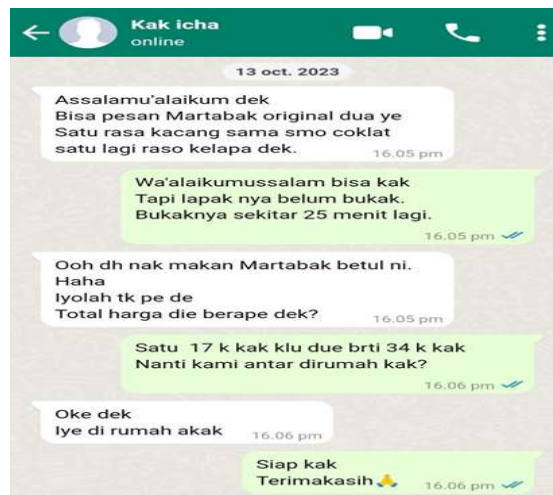 Kak icha
online
13 oct. 2023
Assalamu'alaikum dek
Bisa pesan Martabak original dua ye
Satu rasa kacang sama smo coklat
satu lagi raso kelapa dek.
16.05 pm
Wa'alaikumussalam bisa kak
Tapi lapak nya belum bukak.
Bukaknya sekitar 25 menit lagi.
16.05 pm
Ooh dh nak makan Martabak betul ni.
Haha
Iyolah tk pe de
Total harga die berape dek?
16.05 pm
Satu 17 k kak klu due brti 34 k kak
Nanti kami antar dirumah kak?
16.06 pm
Oke dek
Iye di rumah akak
16.06 pm
Siap kak
Terimakasih🙏
16.06 pm